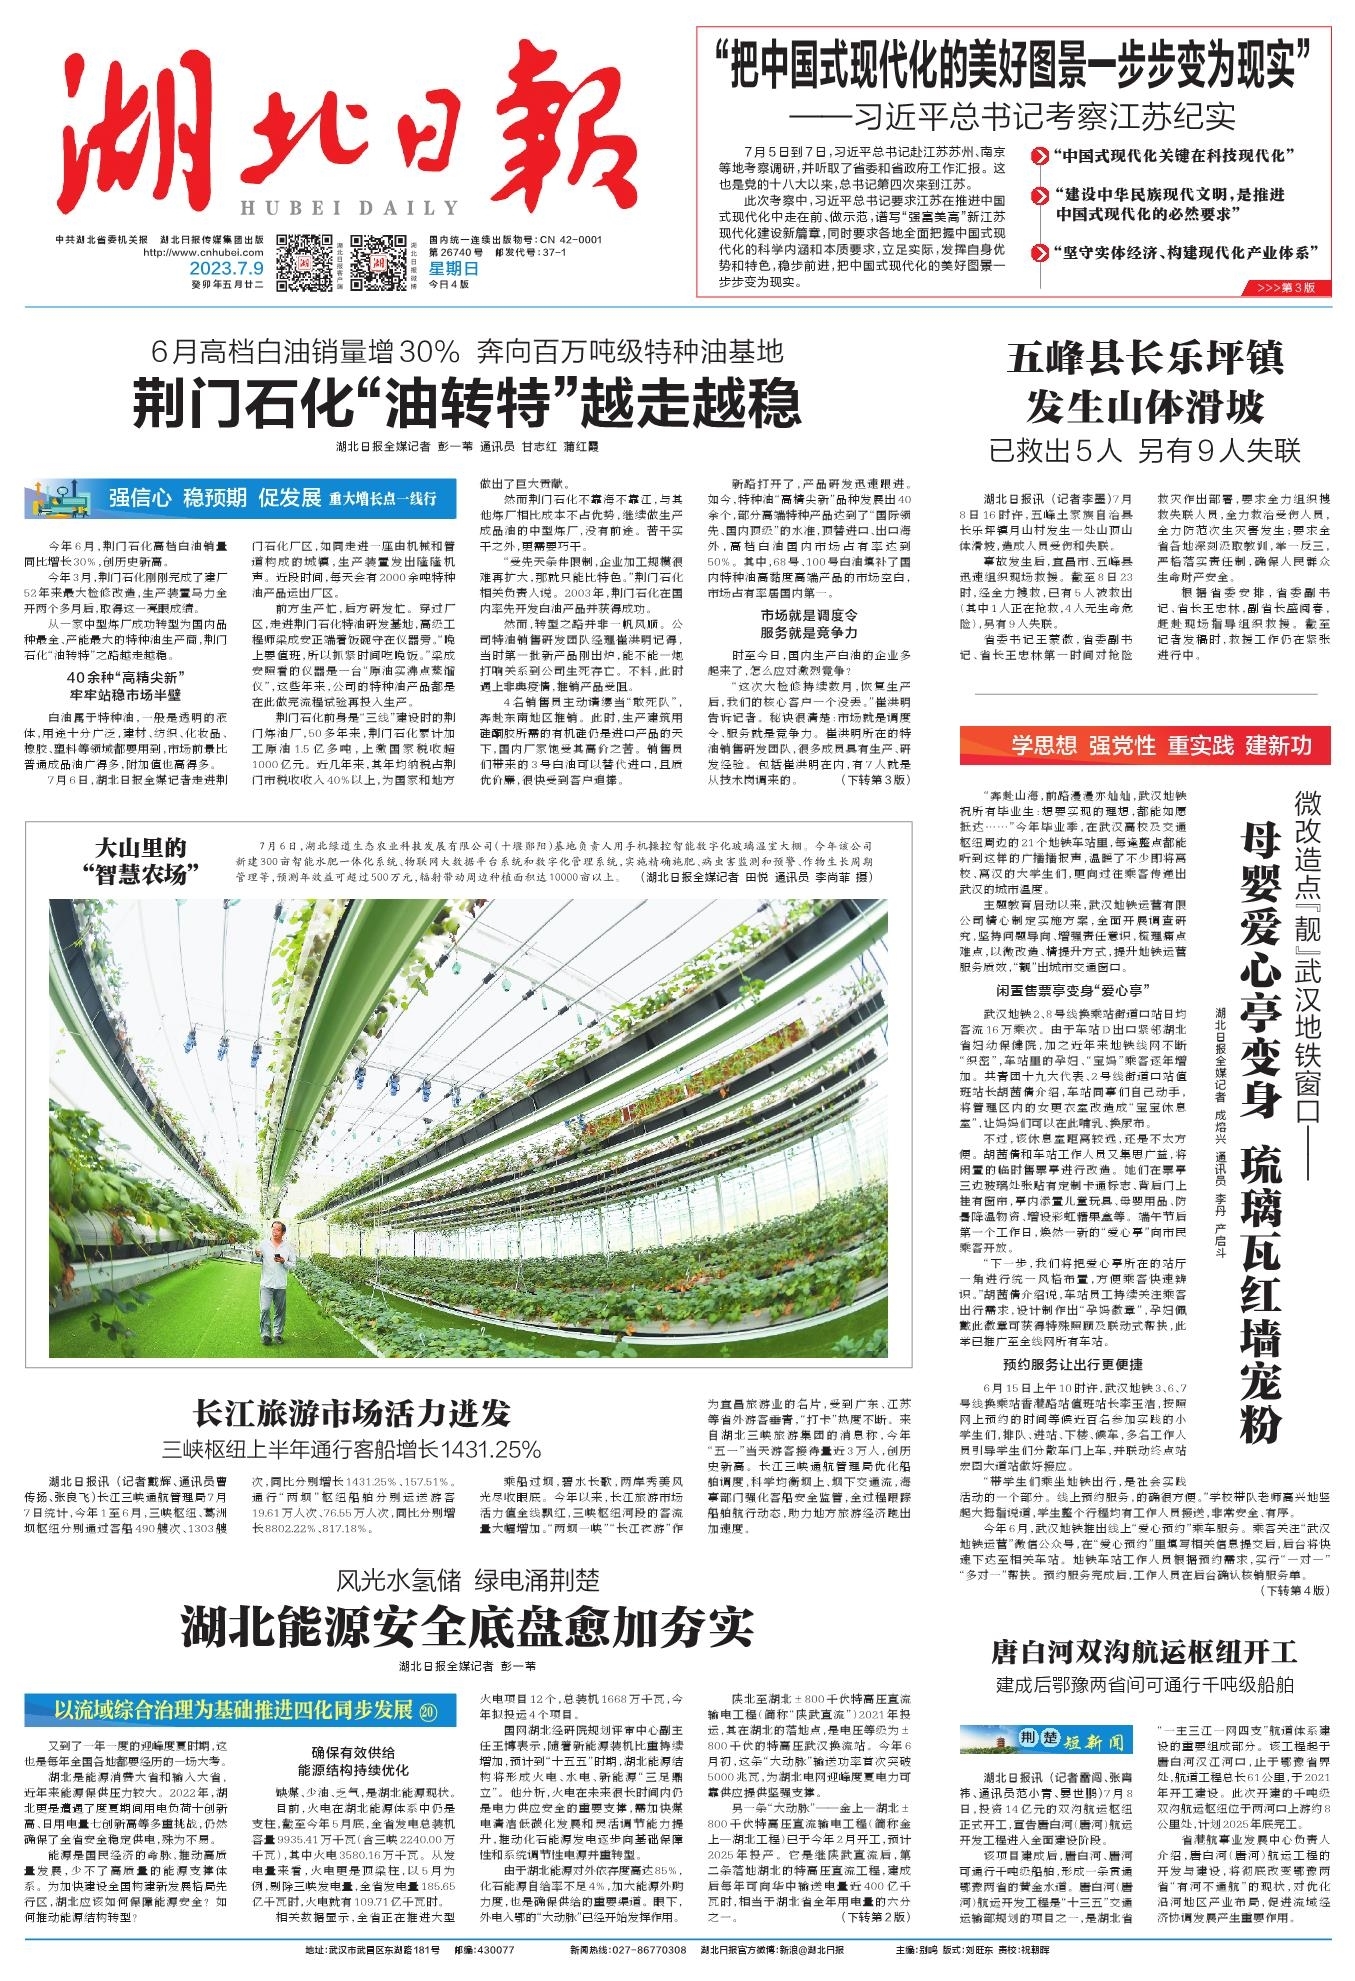 湖北日報
HUBEI DAILY
中共湖北省委机关报 湖北日报传媒集团出版
http://www.cnhubei.com
2023.7.9
癸卯年五月廿二
湖北日报客户端
湖北日报微博
国内统一连续出版物号:CN 42-0001
第26740号 邮发代号:37-1
星期日
今日4版
“把中国式现代化的美好图景一步步变为现实”
——习近平总书记考察江苏纪实
7月5日到7日,习近平总书记赴江苏苏州、南京
等地考察调研,并听取了省委和省政府工作汇报。这
也是党的十八大以来,总书记第四次来到江苏。
此次考察中,习近平总书记要求江苏在推进中国
式现代化中走在前、做示范,谱写“强富美高”新江苏
现代化建设新篇章,同时要求各地全面把握中国式现
代化的科学内涵和本质要求,立足实际,发挥自身优
势和特色,稳步前进,把中国式现代化的美好图景一
步步变为现实。
“中国式现代化关键在科技现代化”
“建设中华民族现代文明,是推进
中国式现代化的必然要求”
“坚守实体经济、构建现代化产业体系”
>>>第3版
6月高档白油销量增30% 奔向百万吨级特种油基地
荆门石化“油转特”越走越稳
湖北日报全媒记者 彭一苇 通讯员 甘志红 蒲红霞
强信心 稳预期 促发展 重大增长点一线行
今年6月,荆门石化高档白油销量
同比增长30%,创历史新高。
今年3月,荆门石化刚刚完成了建厂
52年来最大检修改造,生产装置马力全
开两个多月后,取得这一亮眼成绩。
从一家中型炼厂成功转型为国内品
种最全、产能最大的特种油生产商,荆门
石化“油转特”之路越走越稳。
40余种“高精尖新”
牢牢站稳市场半壁
白油属于特种油,一般是透明的液
体,用途十分广泛,建材、纺织、化妆品、
橡胶、塑料等领域都要用到,市场前景比
普通成品油广得多,附加值也高得多。
7月6日,湖北日报全媒记者走进荆
门石化厂区,如同走进一座由机械和管
道构成的城镇,生产装置发出隆隆机
声。近段时间,每天会有2000余吨特种
油产品运出厂区。
前方生产忙,后方研发忙。穿过厂
区,走进荆门石化特油研发基地,高级工
程师梁成安正端着饭碗守在仪器旁。“晚
上要值班,所以抓紧时间吃晚饭。”梁成
安照看的仪器是一台“原油实沸点蒸馏
仪”,这些年来,公司的特种油产品都是
在此做完流程试验再投入生产。
荆门石化前身是“三线”建设时的荆
门炼油厂,50多年来,荆门石化累计加
工原油1.5亿多吨,上缴国家税收超
1000亿元。近几年来,其年均纳税占荆
门市税收收入40%以上,为国家和地方
做出了巨大贡献。
然而荆门石化不靠海不靠江,与其
他炼厂相比成本不占优势,继续做生产
成品油的中型炼厂,没有前途。苦干实
干之外,更需要巧干。
“受先天条件限制,企业加工规模很
难再扩大,那就只能比特色。”荆门石化
相关负责人说。2003年,荆门石化在国
内率先开发白油产品并获得成功。
然而,转型之路并非一帆风顺。公
司特油销售研发团队经理崔洪明记得,
当时第一批新产品刚出炉,能不能一炮
打响关系到公司生死存亡。不料,此时
遇上非典疫情,推销产品受阻。
4名销售员主动请缨当“敢死队”,
奔赴东南地区推销。此时,生产建筑用
硅酮胶所需的有机硅仍是进口产品的天
下,国内厂家饱受其高价之苦。销售员
们带来的3号白油可以替代进口,且质
优价廉,很快受到客户追捧。
新路打开了,产品研发迅速跟进。
如今,特种油“高精尖新”品种发展出40
余个,部分高端特种产品达到了“国际领
先、国内顶级”的水准,顶替进口、出口海
外,高档白油国内市场占有率达到
50%。其中,68号、100号白油填补了国
内特种油高黏度高端产品的市场空白,
市场占有率居国内第一。
市场就是调度令
服务就是竞争力
时至今日,国内生产白油的企业多
起来了,怎么应对激烈竞争?
“这次大检修持续数月,恢复生产
后,我们的核心客户一个没丢。”崔洪明
告诉记者。秘诀很清楚:市场就是调度
令、服务就是竞争力。崔洪明所在的特
油销售研发团队,很多成员具有生产、研
发经验。包括崔洪明在内,有7人就是
从技术岗调来的。 (下转第3版)
五峰县长乐坪镇
发生山体滑坡
已救出5人 另有9人失联
湖北日报讯(记者李墨)7月
8日16时许,五峰土家族自治县
长乐坪镇月山村发生一处山顶山
体滑坡,造成人员受伤和失联。
事故发生后,宜昌市、五峰县
迅速组织现场救援。截至8日23
时,经全力搜救,已有5人被救出
(其中1人正在抢救,4人无生命危
险),另有9人失联。
省委书记王蒙徽,省委副书
记、省长王忠林第一时间对抢险
救灾作出部署,要求全力组织搜
救失联人员,全力救治受伤人员,
全力防范次生灾害发生;要求全
省各地深刻汲取教训,举一反三,
严格落实责任制,确保人民群众
生命财产安全。
根据省委安排,省委副书
记、省长王忠林,副省长盛阅春,
赶赴现场指导组织救援。截至
记者发稿时,救援工作仍在紧张
进行中。
学思想 强党性 重实践 建新功
微改造点『靓』武汉地铁窗口——
母婴爱心亭变身 琉璃瓦红墙宠粉
湖北日报全媒记者 成熔兴 通讯员 李丹 产启斗
“奔赴山海,前路漫漫亦灿灿,武汉地铁
祝所有毕业生:想要实现的理想,都能如愿
抵达……”今年毕业季,在武汉高校及交通
枢纽周边的21个地铁车站里,每逢整点都能
听到这样的广播播报声,温暖了不少即将离
校、离汉的大学生们,更向过往乘客传递出
武汉的城市温度。
主题教育启动以来,武汉地铁运营有限
公司精心制定实施方案,全面开展调查研
究,坚持问题导向、增强责任意识,梳理痛点
难点,以微改造、精提升方式,提升地铁运营
服务质效,“靓”出城市交通窗口。
闲置售票亭变身“爱心亭”
武汉地铁2、8号线换乘站街道口站日均
客流16万乘次。由于车站D出口紧邻湖北
省妇幼保健院,加之近年来地铁线网不断
“织密”,车站里的孕妇、“宝妈”乘客逐年增
加。共青团十九大代表、2号线街道口站值
班站长胡茜倩介绍,车站同事们自己动手,
将管理区内的女更衣室改造成“宝宝休息
室”,让妈妈们可以在此哺乳、换尿布。
不过,该休息室距离较远,还是不太方
便。胡茜倩和车站工作人员又集思广益,将
闲置的临时售票亭进行改造。她们在票亭
三边玻璃处张贴有定制卡通标志、背后门上
挂有窗帘,亭内添置儿童玩具、母婴用品、防
暑降温物资、增设彩虹糖果盒等。端午节后
第一个工作日,焕然一新的“爱心亭”向市民
乘客开放。
“下一步,我们将把爱心亭所在的站厅
一角进行统一风格布置,方便乘客快速辨
识。”胡茜倩介绍说,车站员工持续关注乘客
出行需求,设计制作出“孕妈徽章”,孕妇佩
戴此徽章可获得特殊照顾及联动式帮扶,此
举已推广至全线网所有车站。
预约服务让出行更便捷
6月15日上午10时许,武汉地铁3、6、7
号线换乘站香港路站值班站长李玉洁,按照
网上预约的时间等候近百名参加实践的小
学生们,排队、进站、下楼、候车,多名工作人
员引导学生们分散车门上车,并联动终点站
宏图大道站做好接应。
“带学生们乘坐地铁出行,是社会实践
活动的一个部分。线上预约服务,的确很方便。”学校带队老师高兴地竖
起大拇指说道,学生整个行程均有工作人员接送,非常安全、有序。
今年6月,武汉地铁推出线上“爱心预约”乘车服务。乘客关注“武汉
地铁运营”微信公众号,在“爱心预约”里填写相关信息提交后,后台将快
速下达至相关车站。地铁车站工作人员根据预约需求,实行“一对一”
“多对一”帮扶。预约服务完成后,工作人员在后台确认核销服务单。
(下转第4版)
大山里的
“智慧农场”
7月6日,湖北绿道生态农业科技发展有限公司(十堰郧阳)基地负责人用手机操控智能数字化玻璃温室大棚。今年该公司
新建300亩智能水肥一体化系统、物联网大数据平台系统和数字化管理系统,实施精确施肥、病虫害监测和预警、作物生长周期
管理等,预测年效益可超过500万元,辐射带动周边种植面积达10000亩以上。 (湖北日报全媒记者 田悦 通讯员 李尚菲 摄)
长江旅游市场活力迸发
三峡枢纽上半年通行客船增长1431.25%
湖北日报讯(记者戴辉、通讯员曹
传扬、张良飞)长江三峡通航管理局7月
7日统计,今年1至6月,三峡枢纽、葛洲
坝枢纽分别通过客船490艘次、1303艘
次,同比分别增长1431.25%、157.51%。
通行“两坝”枢纽船舶分别运送游客
19.61万人次、76.55万人次,同比分别增
长8802.22%、817.18%。
乘船过坝,碧水长歌,两岸秀美风
光尽收眼底。今年以来,长江旅游市场
活力值全线飘红,三峡枢纽河段的客流
量大幅增加。“两坝一峡”“长江夜游”作
为宜昌旅游业的名片,受到广东、江苏
等省外游客垂青,“打卡”热度不断。来
自湖北三峡旅游集团的消息称,今年
“五一”当天游客接待量近3万人,创历
史新高。长江三峡通航管理局优化船
舶调度,科学均衡坝上、坝下交通流,海
事部门强化客船安全监管,全过程跟踪
船舶航行动态,助力地方旅游经济跑出
加速度。
风光水氢储 绿电涌荆楚
湖北能源安全底盘愈加夯实
湖北日报全媒记者 彭一苇
以流域综合治理为基础推进四化同步发展⑳
又到了一年一度的迎峰度夏时期,这
也是每年全国各地都要经历的一场大考。
湖北是能源消费大省和输入大省,
近年来能源保供压力较大。2022年,湖
北更是遭遇了度夏期间用电负荷十创新
高、日用电量七创新高等多重挑战,仍然
确保了全省安全稳定供电,殊为不易。
能源是国民经济的命脉,推动高质
量发展,少不了高质量的能源支撑体
系。为加快建设全国构建新发展格局先
行区,湖北应该如何保障能源安全?如
何推动能源结构转型?
确保有效供给
能源结构持续优化
缺煤、少油、乏气,是湖北能源现状。
目前,火电在湖北能源体系中仍是
支柱,截至今年5月底,全省发电总装机
容量9935.41万千瓦(含三峡2240.00万
千瓦),其中火电3580.16万千瓦。从发
电量来看,火电更是顶梁柱,以5月为
例,剔除三峡发电量,全省发电量185.65
亿千瓦时,火电就有109.71亿千瓦时。
相关数据显示,全省正在推进大型
火电项目12个,总装机1668万千瓦,今
年拟投运4个项目。
国网湖北经研院规划评审中心副主
任王博表示,随着新能源装机比重持续
增加,预计到“十五五”时期,湖北能源结
构将形成火电、水电、新能源“三足鼎
立”。他分析,火电在未来很长时间内仍
是电力供应安全的重要支撑,需加快煤
电清洁低碳化发展和灵活调节能力提
升,推动化石能源发电逐步向基础保障
性和系统调节性电源并重转型。
由于湖北能源对外依存度高达85%,
化石能源自给率不足4%,加大能源外购
力度,也是确保供给的重要渠道。眼下,
外电入鄂的“大动脉”已经开始发挥作用。
陕北至湖北±800千伏特高压直流
输电工程(简称“陕武直流”)2021年投
运,其在湖北的落地点,是电压等级为±
800千伏的特高压武汉换流站。今年6
月初,这条“大动脉”输送功率首次突破
5000兆瓦,为湖北电网迎峰度夏电力可
靠供应提供坚强支撑。
另一条“大动脉”——金上—湖北±
800千伏特高压直流输电工程(简称金
上—湖北工程)已于今年2月开工,预计
2025年投产。它是继陕武直流后,第
二条落地湖北的特高压直流工程,建成
后每年可向华中输送电量近400亿千
瓦时,相当于湖北省全年用电量的六分
之一。 (下转第2版)
唐白河双沟航运枢纽开工
建成后鄂豫两省间可通行千吨级船舶
荆楚短新闻
湖北日报讯(记者雷闯、张裔
祎、通讯员范小青、晏世鹏)7月8
日,投资14亿元的双沟航运枢纽
正式开工,宣告唐白河(唐河)航运
开发工程进入全面建设阶段。
该项目建成后,唐白河、唐河
可通行千吨级船舶,形成一条贯通
鄂豫两省的黄金水道。唐白河(唐
河)航运开发工程是“十三五”交通
运输部规划的项目之一,是湖北省
“一主三江一网四支”航道体系建
设的重要组成部分。该工程起于
唐白河汉江河口,止于鄂豫省界
处,航道工程总长61公里,于2021
年开工建设。此次开建的千吨级
双沟航运枢纽位于两河口上游约8
公里处,计划2025年底完工。
省港航事业发展中心负责人
介绍,唐白河(唐河)航运工程的
开发与建设,将彻底改变鄂豫两
省“有河不通航”的现状,对优化
沿河地区产业布局,促进流域经
济协调发展产生重要作用。
地址:武汉市武昌区东湖路181号 邮编:430077 新闻热线:027-86770308 湖北日报官方微博:新浪@湖北日报 主编:别鸣 版式:刘旺东 责校:祝朝晖